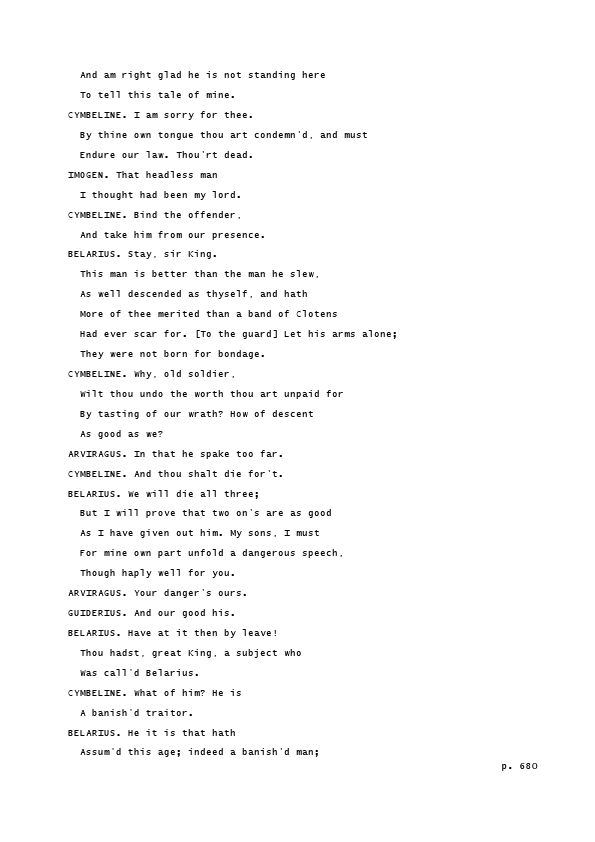 And am right glad he is not standing here
To tell this tale of mine.
CYMBELINE. I am sorry for thee.
By thine own tongue thou art condemn'd, and must
Endure our law. Thou'rt dead.
IMOGEN. That headless man
I thought had been my lord.
CYMBELINE. Bind the offender,
And take him from our presence.
BELARIUS. Stay, sir King.
This man is better than the man he slew,
As well descended as thyself, and hath
More of thee merited than a band of Clotens
Had ever scar for. [To the guard] Let his arms alone;
They were not born for bondage.
CYMBELINE. Why, old soldier,
Wilt thou undo the worth thou art unpaid for
By tasting of our wrath? How of descent
As good as we?
ARVIRAGUS. In that he spake too far.
CYMBELINE. And thou shalt die for't.
BELARIUS. We will die all three;
But I will prove that two on's are as good
As I have given out him. My sons, I must
For mine own part unfold a dangerous speech,
Though haply well for you.
ARVIRAGUS. Your danger's ours.
GUIDERIUS. And our good his.
BELARIUS. Have at it then by leave!
Thou hadst, great King, a subject who
Was call'd Belarius.
CYMBELINE. What of him? He is
A banish'd traitor.
BELARIUS. He it is that hath
Assum'd this age; indeed a banish'd man;
p. 680